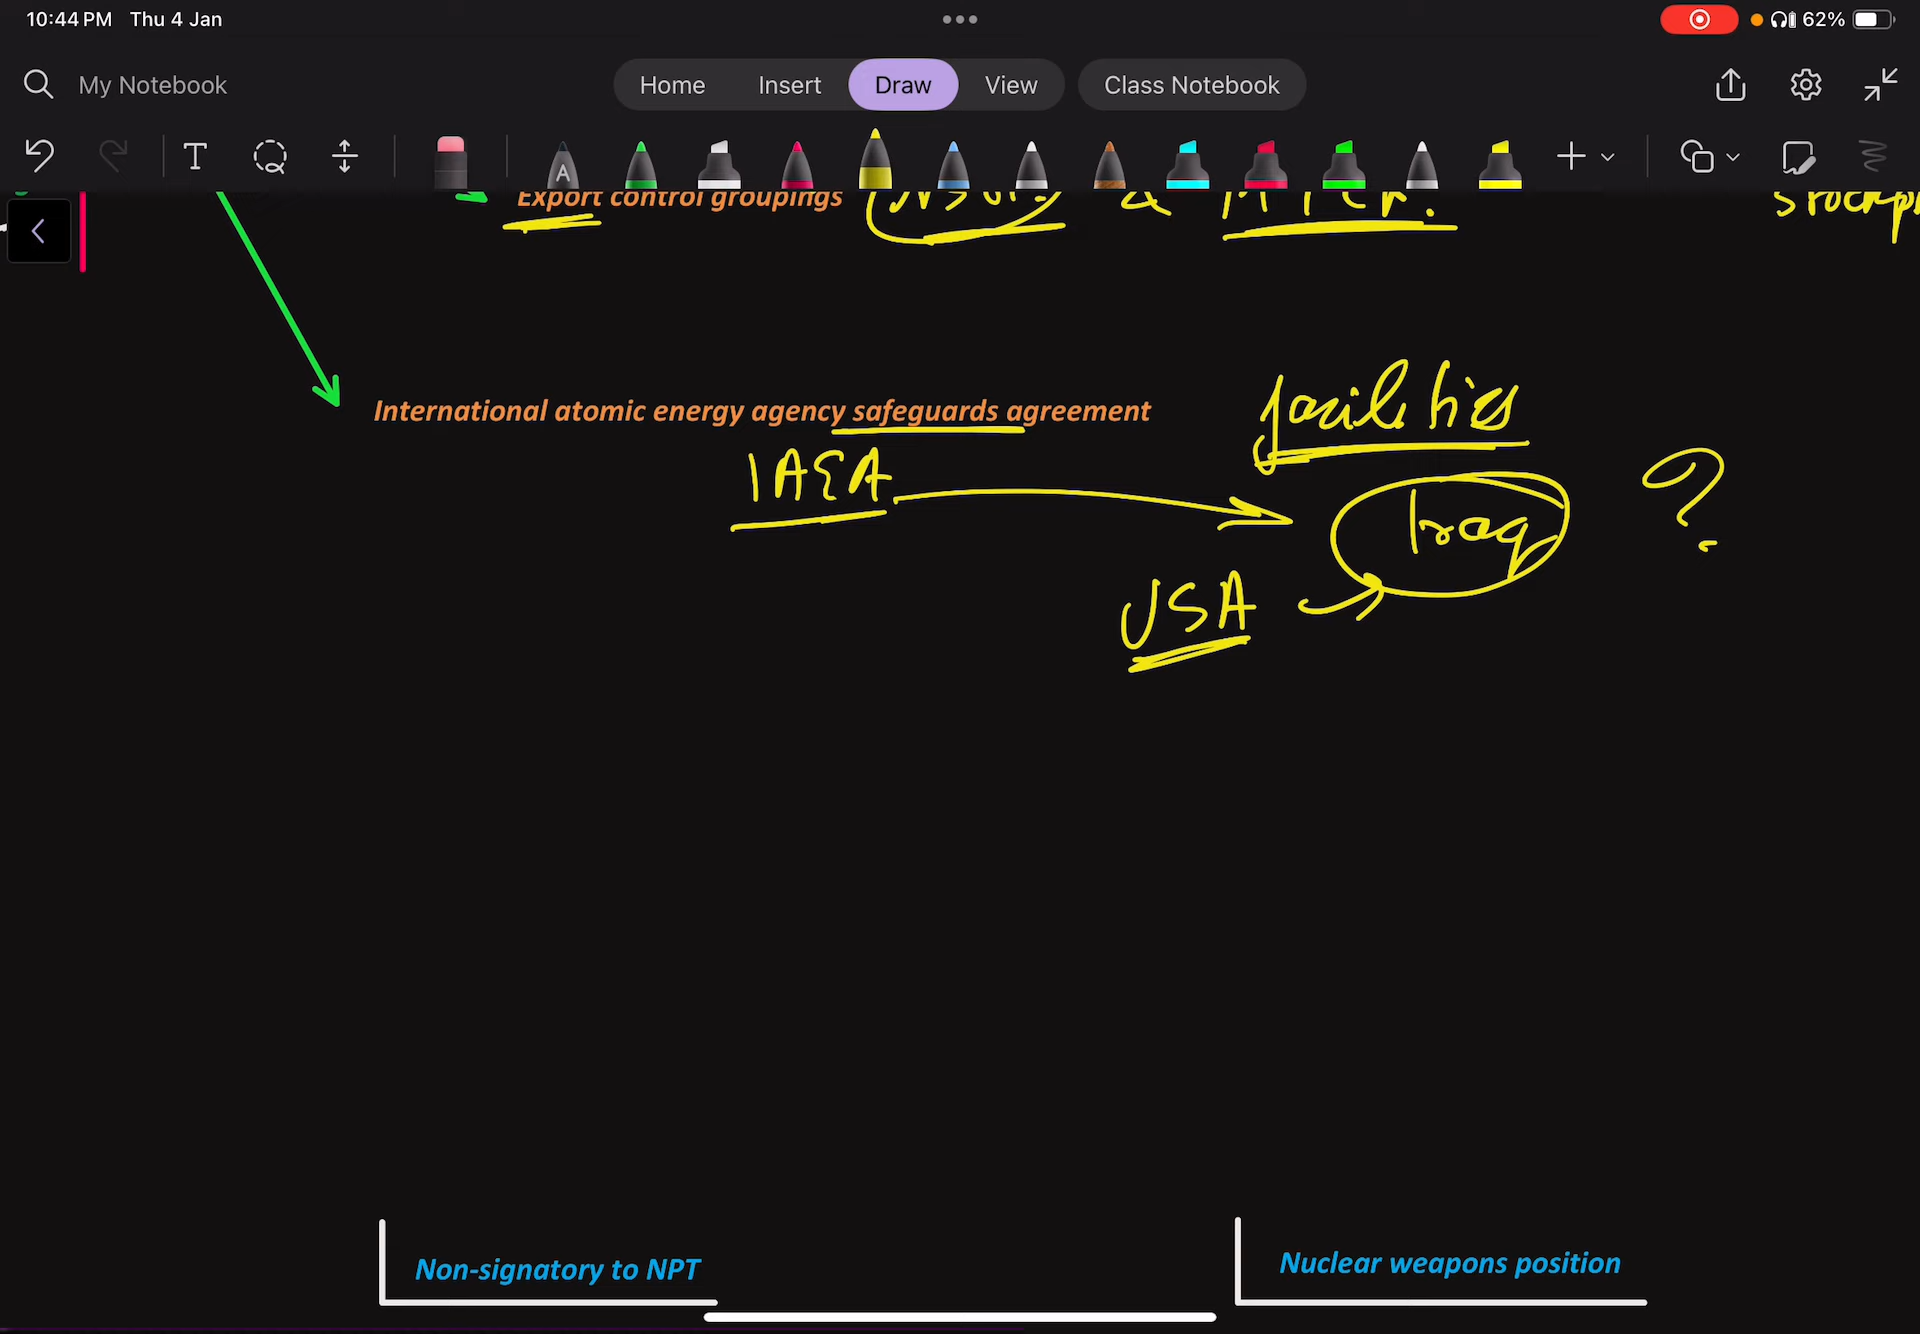 10:44 PM Thu 4 Jan
62%
My Notebook
Home Insert Draw View Class Notebook
T
A
Export control groupings
&
International atomic energy agency safeguards agreement
facilities
IAEA
Iraq ?
USA
Non-signatory to NPT
Nuclear weapons position